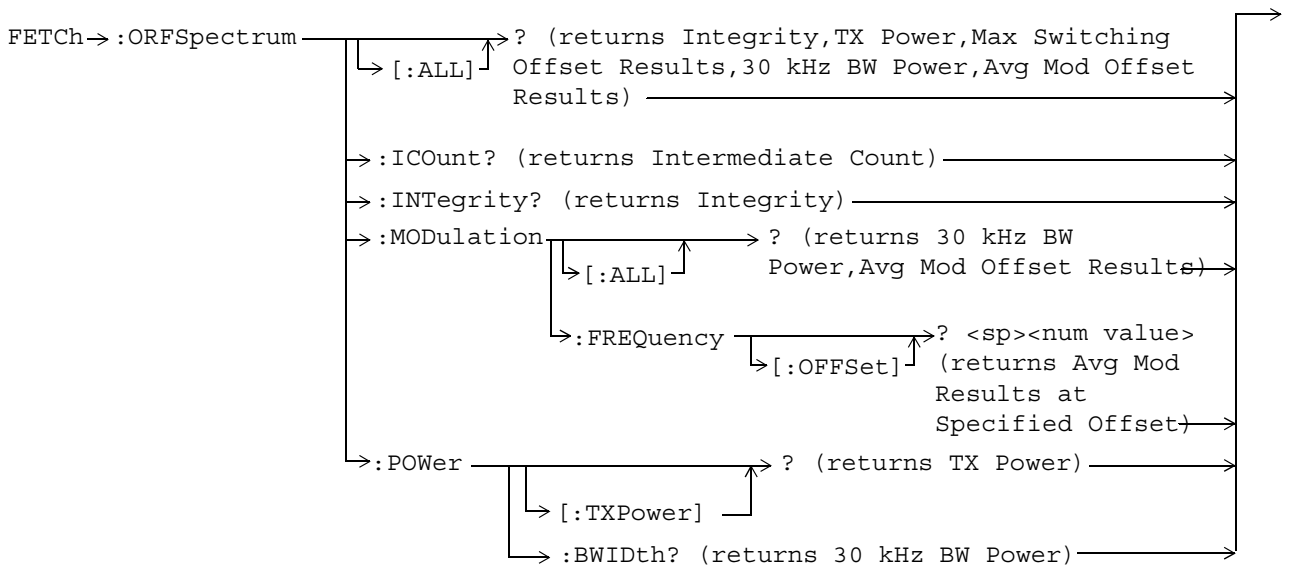 FETCh :ORFSpectrum ? (returns Integrity,TX Power,Max Switching
[:ALL] Offset Results,30 kHz BW Power,Avg Mod Offset
Results)
:ICOunt? (returns Intermediate Count)
:INTegrity? (returns Integrity)
:MODulation ? (returns 30 kHz BW
[:ALL] Power,Avg Mod Offset Results)
:FREQuency ? <sp><num value>
[:OFFSet] (returns Avg Mod
Results at
Specified Offset)
:POWer ? (returns TX Power)
[:TXPower]
:BWIDth? (returns 30 kHz BW Power)